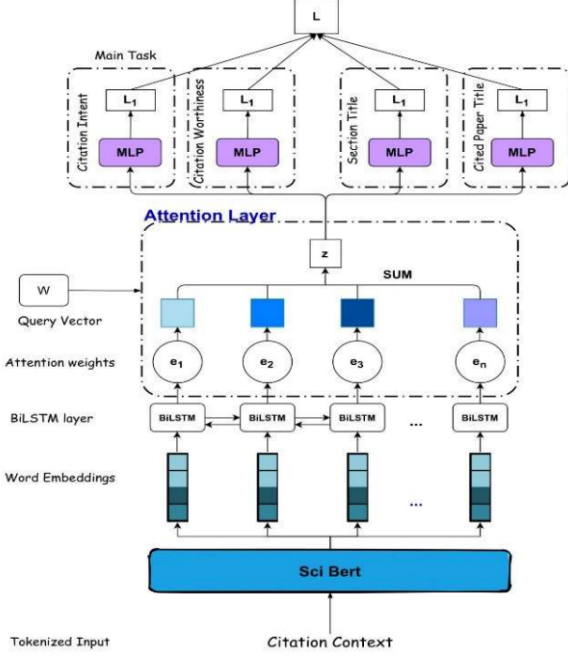 L
Main Task
Citation Intent
L1
MLP
Citation Worthiness
L1
MLP
Section Title
L1
MLP
Cited Paper Title
L1
MLP
Attention Layer
z
SUM
W
Query Vector
Attention weights
e1
e2
e3
en
BiLSTM layer
BiLSTM
BiLSTM
BiLSTM
...
BiLSTM
Word Embeddings
...
Sci Bert
Tokenized Input
Citation Context